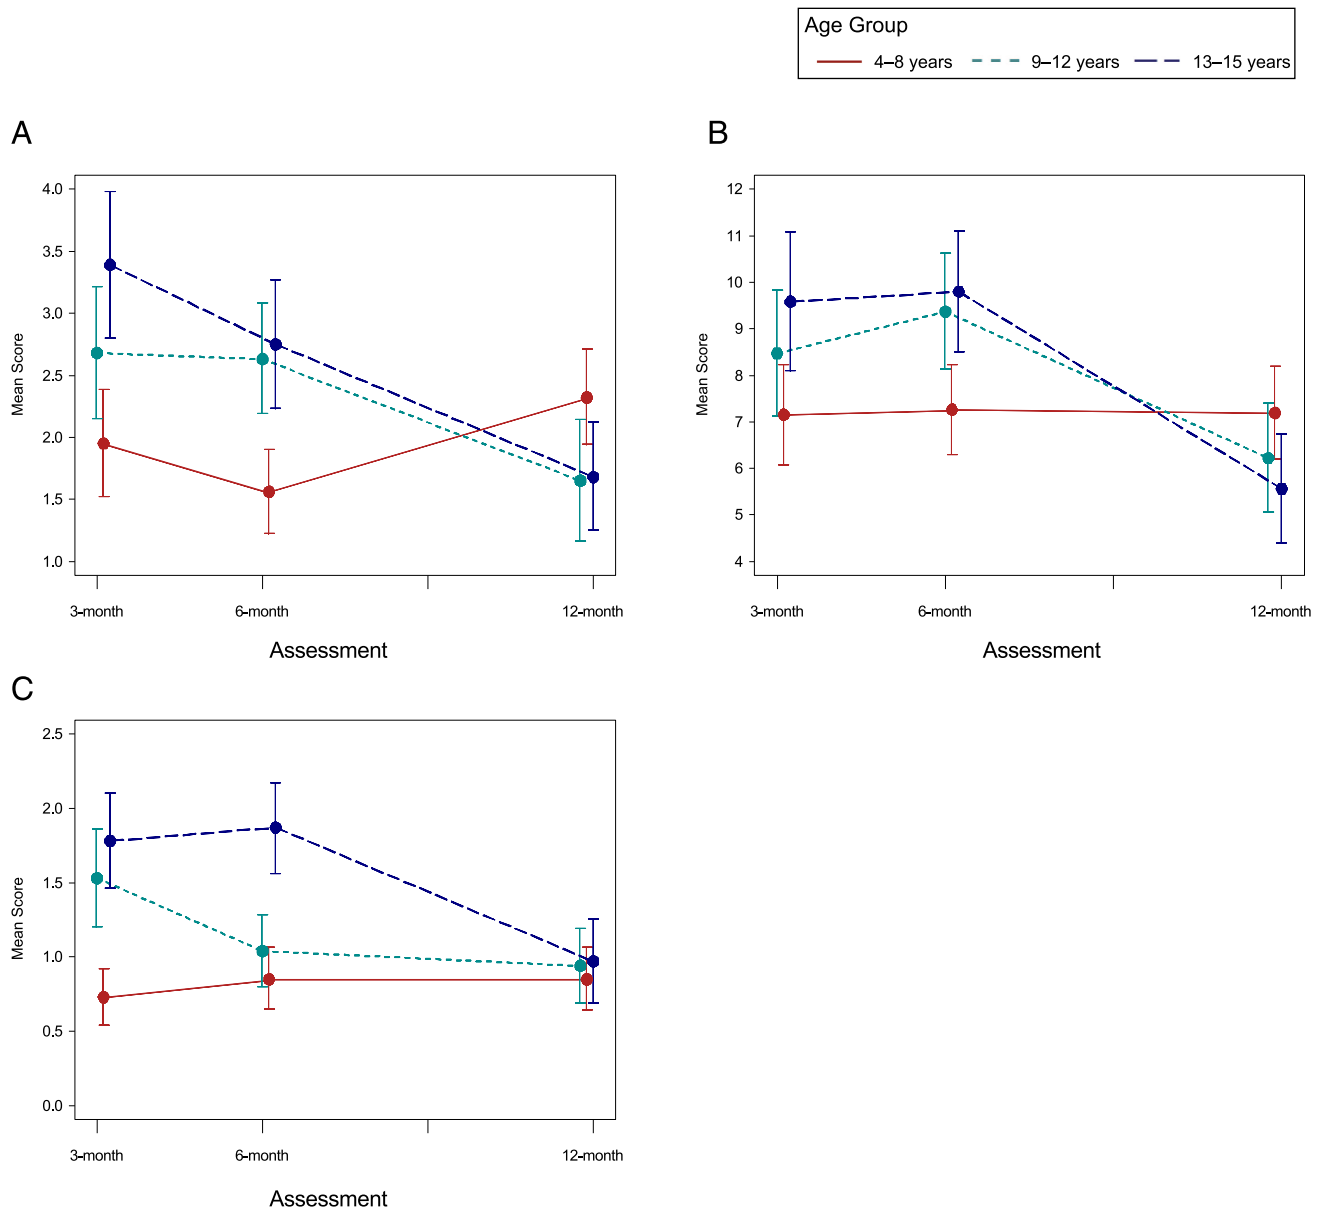 Age Group
4–8 years 9–12 years 13–15 years
A
4.0
3.5
3.0
2.5
2.0
1.5
1.0
Mean Score
3-month 6-month 12-month
Assessment
B
12
11
10
9
8
7
6
5
4
Mean Score
3-month 6-month 12-month
Assessment
C
2.5
2.0
1.5
1.0
0.5
0.0
Mean Score
3-month 6-month 12-month
Assessment